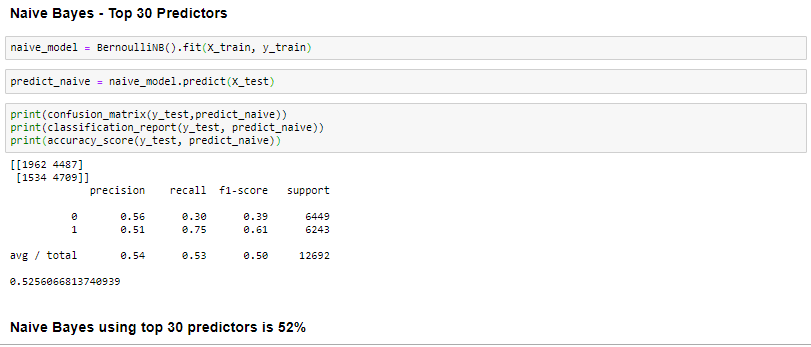 Naive Bayes - Top 30 Predictors
naive_model = BernoulliNB().fit(X_train, y_train)
predict_naive = naive_model.predict(X_test)
print(confusion_matrix(y_test,predict_naive))
print(classification_report(y_test, predict_naive))
print(accuracy_score(y_test, predict_naive))
[[1962 4487]
[1534 4709]]
precision recall f1-score support
0 0.56 0.30 0.39 6449
1 0.51 0.75 0.61 6243
avg / total 0.54 0.53 0.50 12692
0.5256066813740939
Naive Bayes using top 30 predictors is 52%